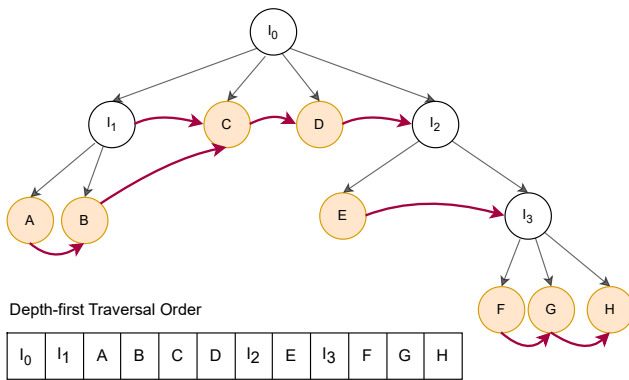 I₀
I₁ C D I₂
A B E I₃
F G H
Depth-first Traversal Order
I₀ I₁ A B C D I₂ E I₃ F G H